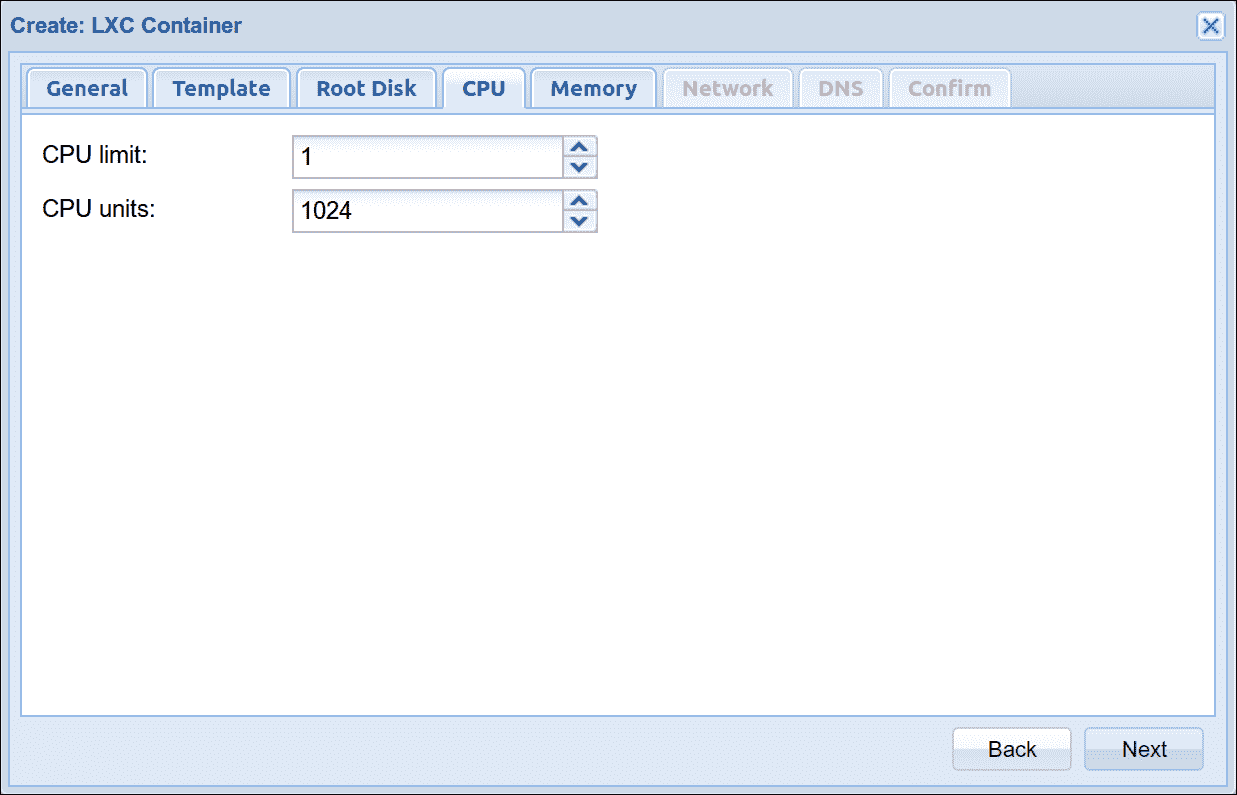 Create: LXC Container
General Template Root Disk CPU Memory Network DNS Confirm
CPU limit: 1
CPU units: 1024
Back Next